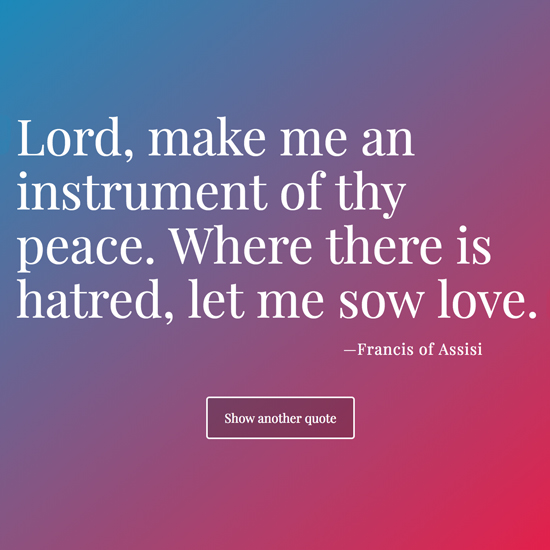 Lord, make me an
instrument of thy
peace. Where there is
hatred, let me sow love.
—Francis of Assisi
Show another quote